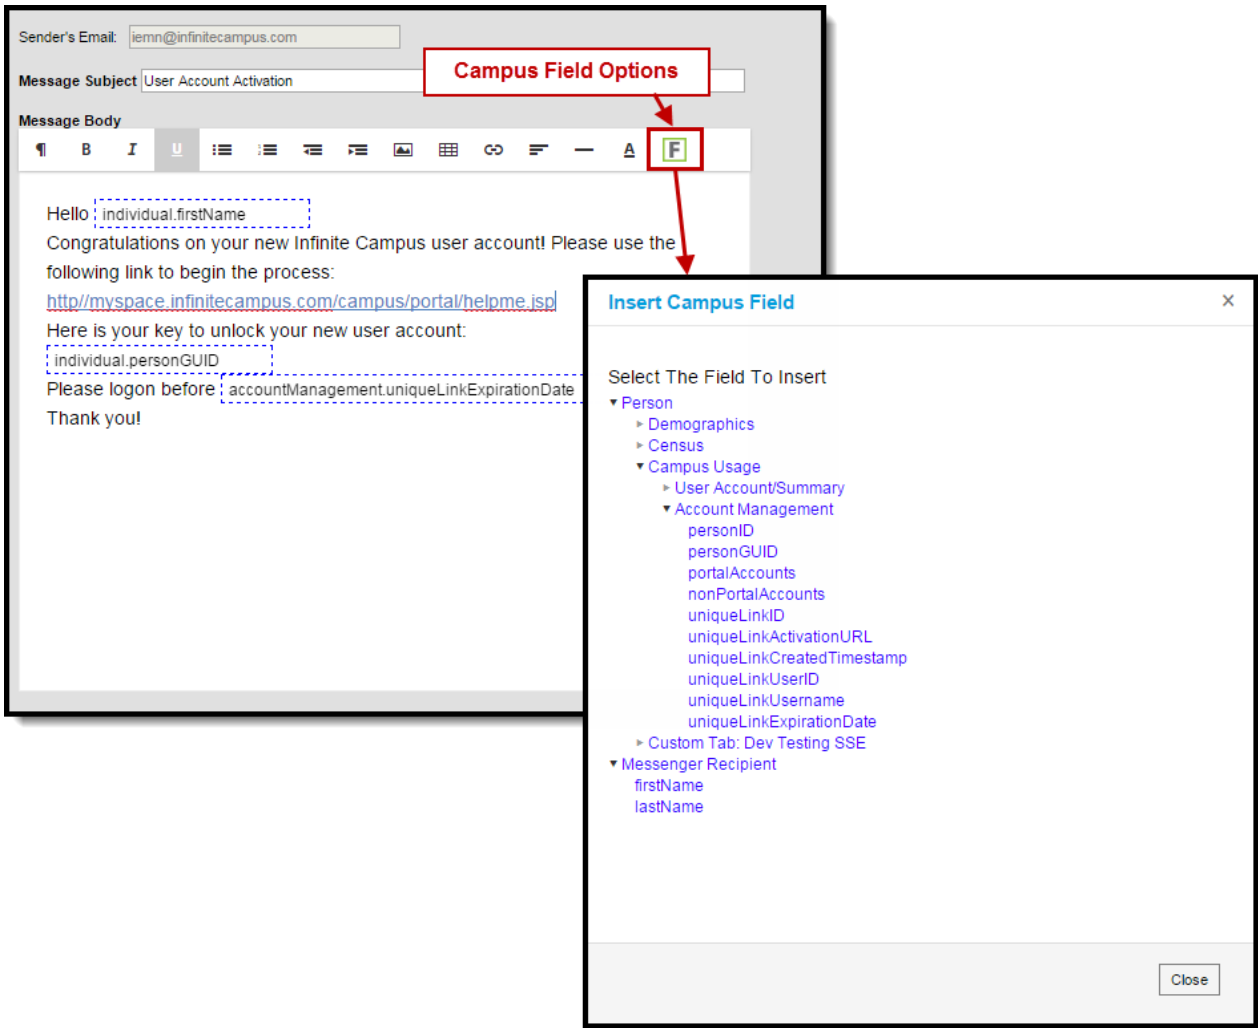 Sender's Email: iemn@infinitecampus.com
Campus Field Options
Message Subject User Account Activation
Message Body
¶ B I U A F
Hello individual.firstName
Congratulations on your new Infinite Campus user account! Please use the
following link to begin the process:
http//myspace.infinitecampus.com/campus/portal/helpme.jsp
Here is your key to unlock your new user account:
individual.personGUID
Please logon before accountManagement.uniqueLinkExpirationDate
Thank you!
Insert Campus Field ×
Select The Field To Insert
Person
Demographics
Census
Campus Usage
User Account/Summary
Account Management
personID
personGUID
portalAccounts
nonPortalAccounts
uniqueLinkID
uniqueLinkActivationURL
uniqueLinkCreatedTimestamp
uniqueLinkUserID
uniqueLinkUsername
uniqueLinkExpirationDate
Custom Tab: Dev Testing SSE
Messenger Recipient
firstName
lastName
Close